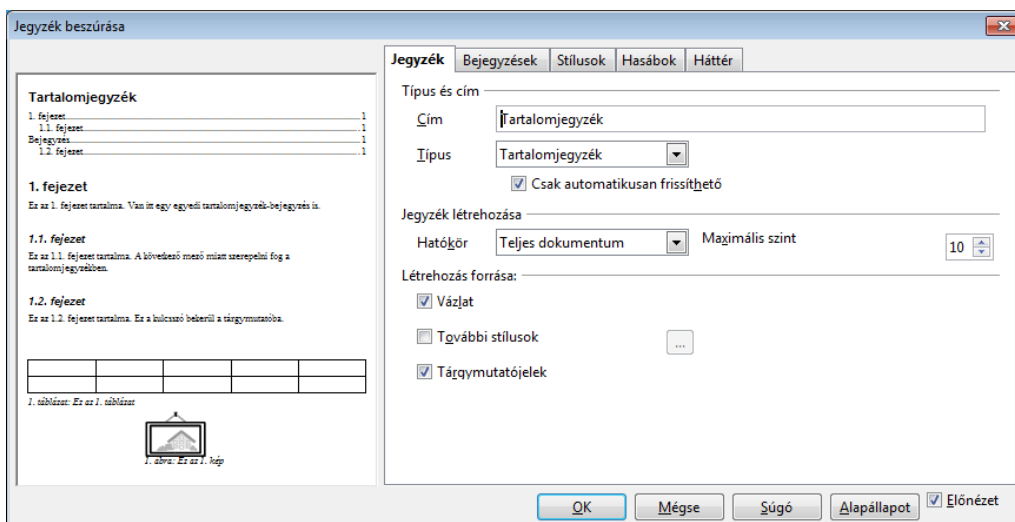 Jegyzék beszúrása
Tartalomjegyzék
1. fejezet 1
1.1. fejezet 1
Bejegyzés 1
1.2. fejezet 1
1. fejezet
Ez az 1. fejezet tartalma. Van itt egy egyedi tartalomjegyzék-bejegyzés is.
1.1. fejezet
Ez az 1.1. fejezet tartalma. A következő mező miatt szerepelni fog a
tartalomjegyzékben.
1.2. fejezet
Ez az 1.2. fejezet tartalma. Ez a kulcsszó bekerül a tárgymutatóba.
1. táblázat: Ez az 1. táblázat
1. ábra: Ez az 1. kép
Jegyzék Bejegyzések Stílusok Hasábok Háttér
Típus és cím
Cím Tartalomjegyzék
Típus Tartalomjegyzék
Csak automatikusan frissíthető
Jegyzék létrehozása
Hatókör Teljes dokumentum Maximális szint 10
Létrehozás forrása:
Vázlat
További stílusok ...
Tárgymutatójelek
OK Mégse Súgó Alapállapot Előnézet